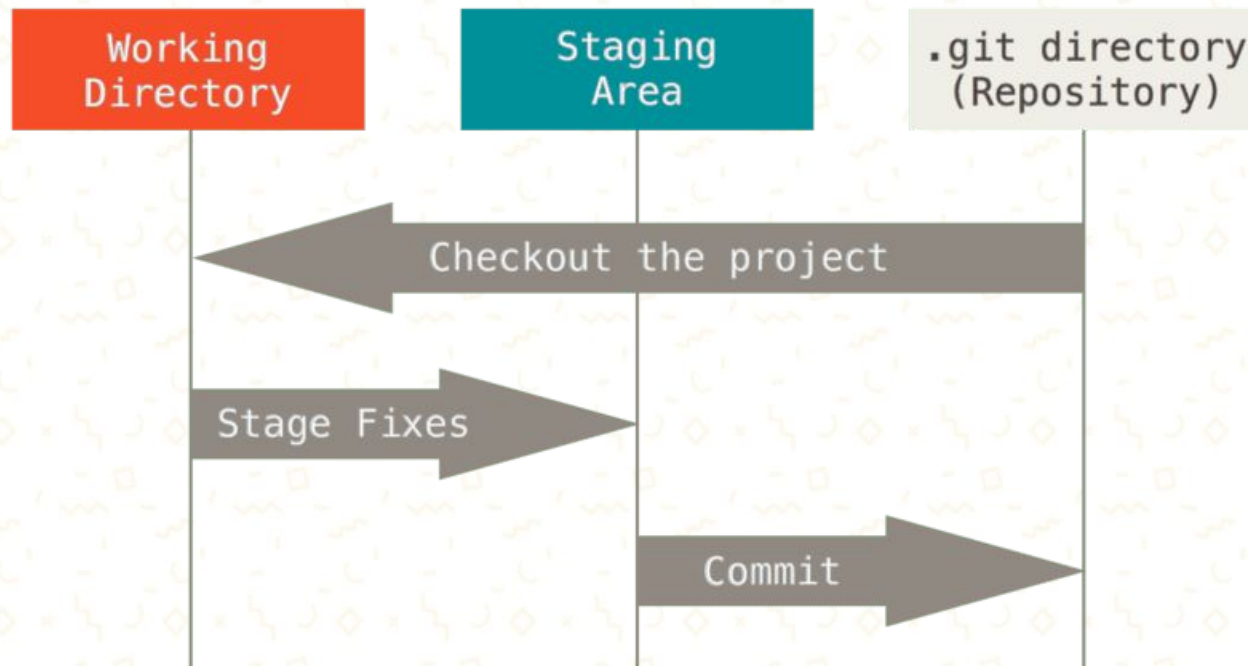 Working
Directory
Staging
Area
.git directory
(Repository)
Checkout the project
Stage Fixes
Commit